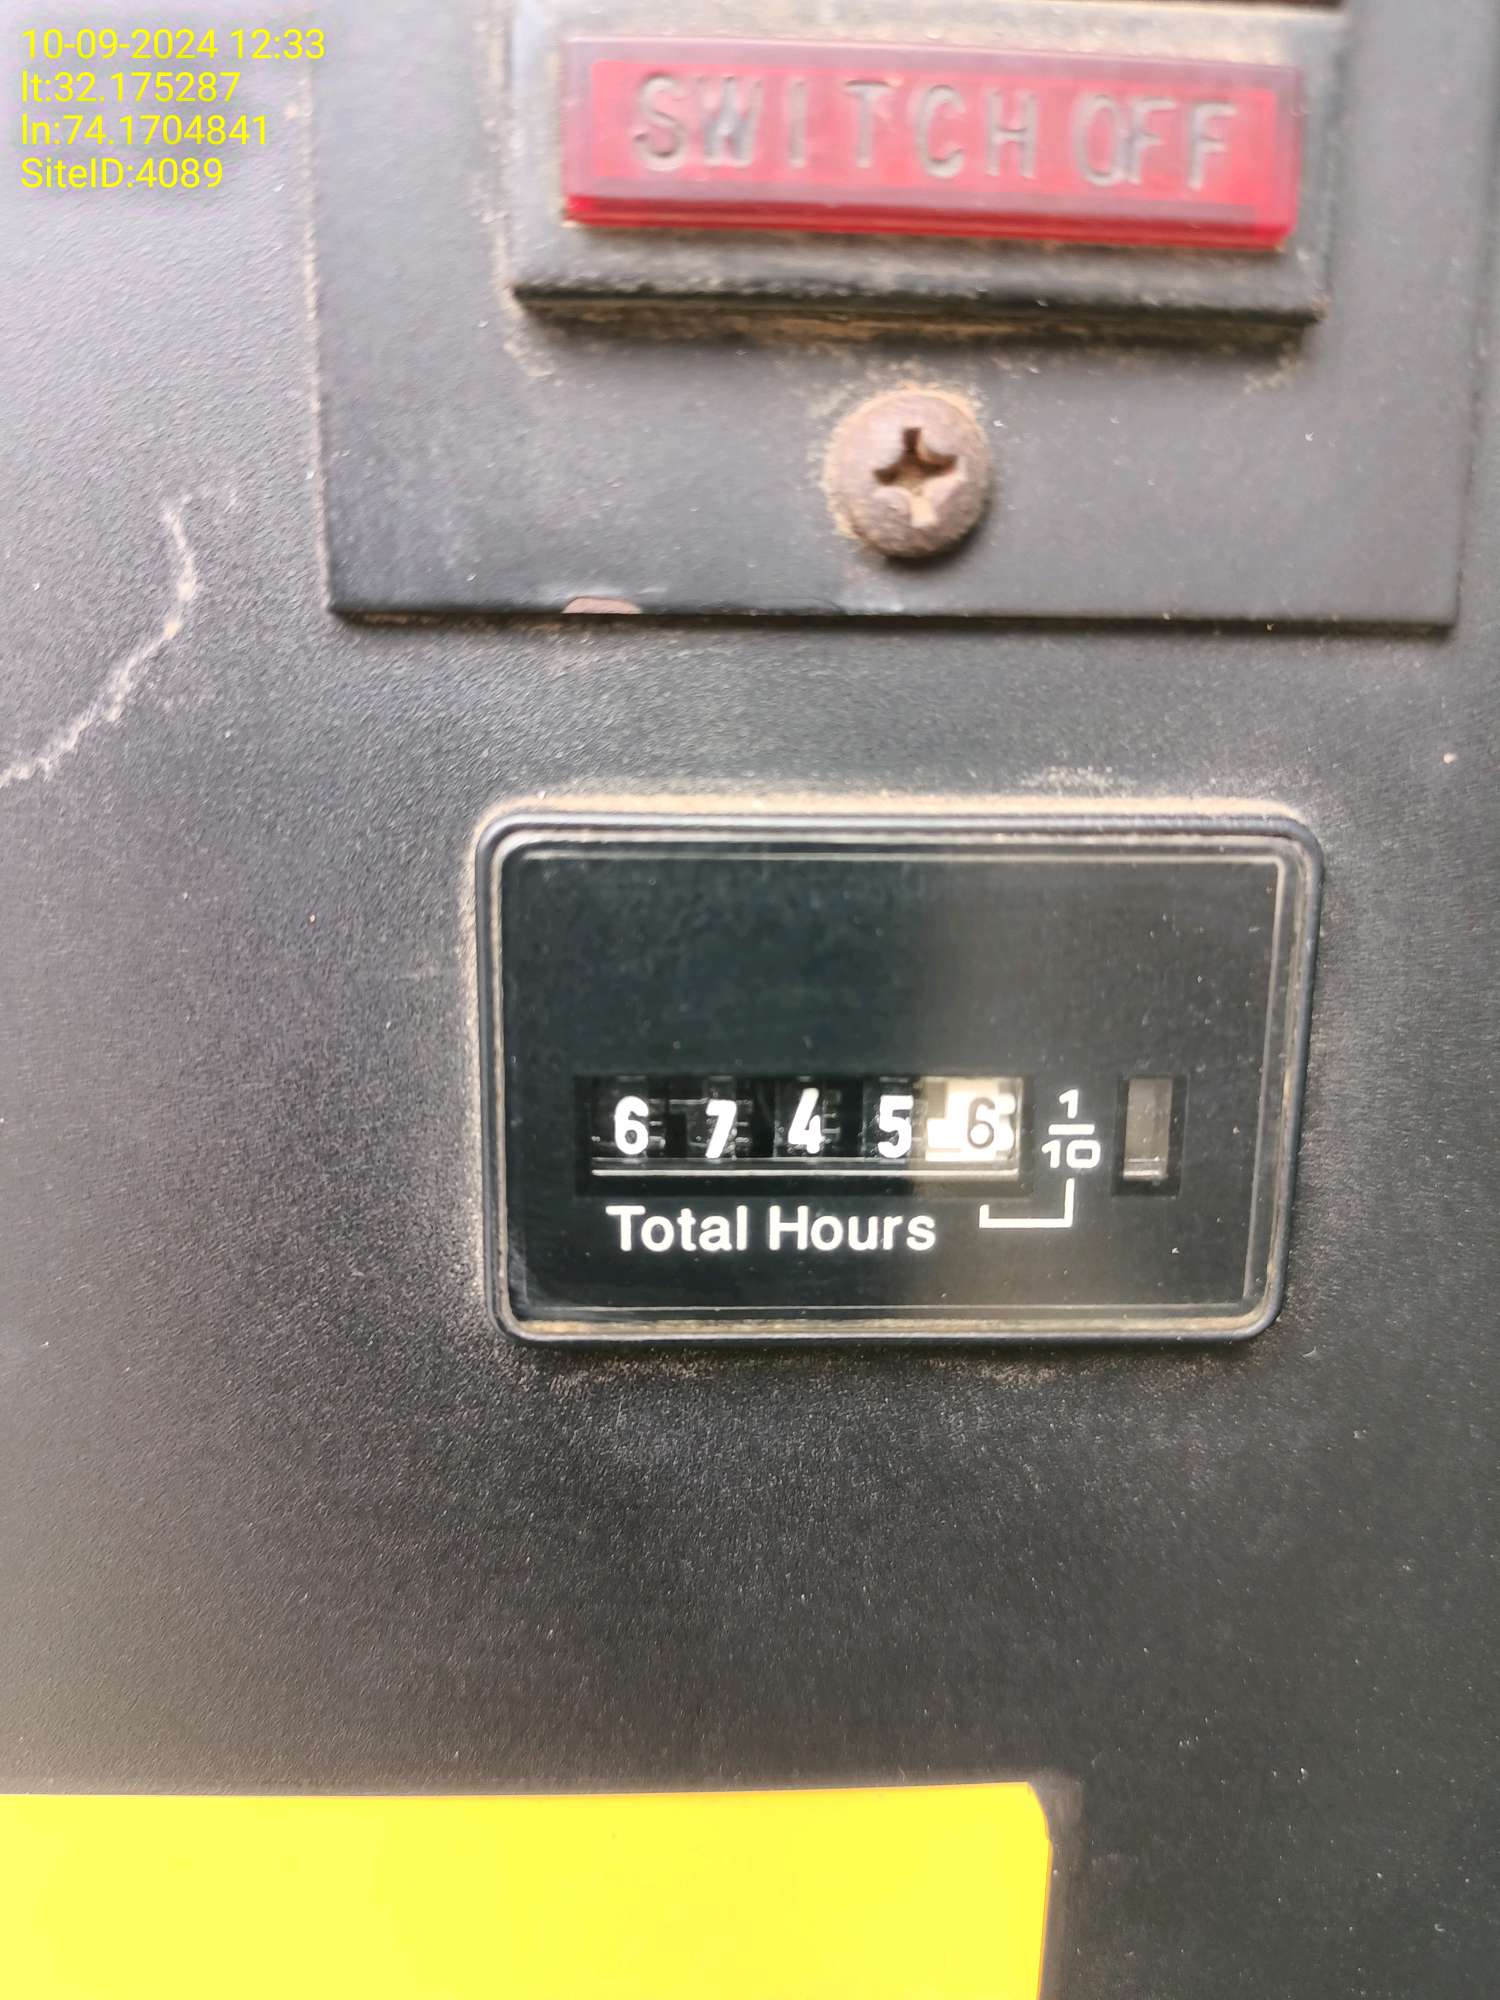 10-09-2024 12:33
lt:32.175287
ln:74.1704841
SiteID:4089
SWITCH OFF
6 7 4 5 6 1/10
Total Hours